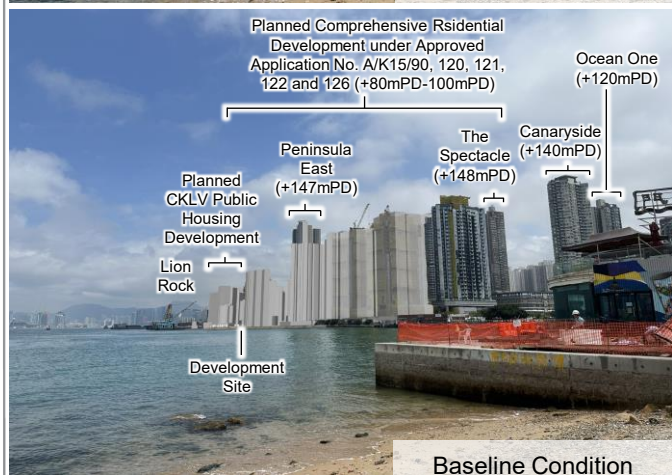 Planned Comprehensive Rsidential
Development under Approved
Application No. A/K15/90, 120, 121,
122 and 126 (+80mPD-100mPD)
Ocean One
(+120mPD)
Canaryside
(+140mPD)
The
Spectacle
(+148mPD)
Peninsula
East
(+147mPD)
Planned
CKLV Public
Housing
Development
Lion
Rock
Development
Site
Baseline Condition